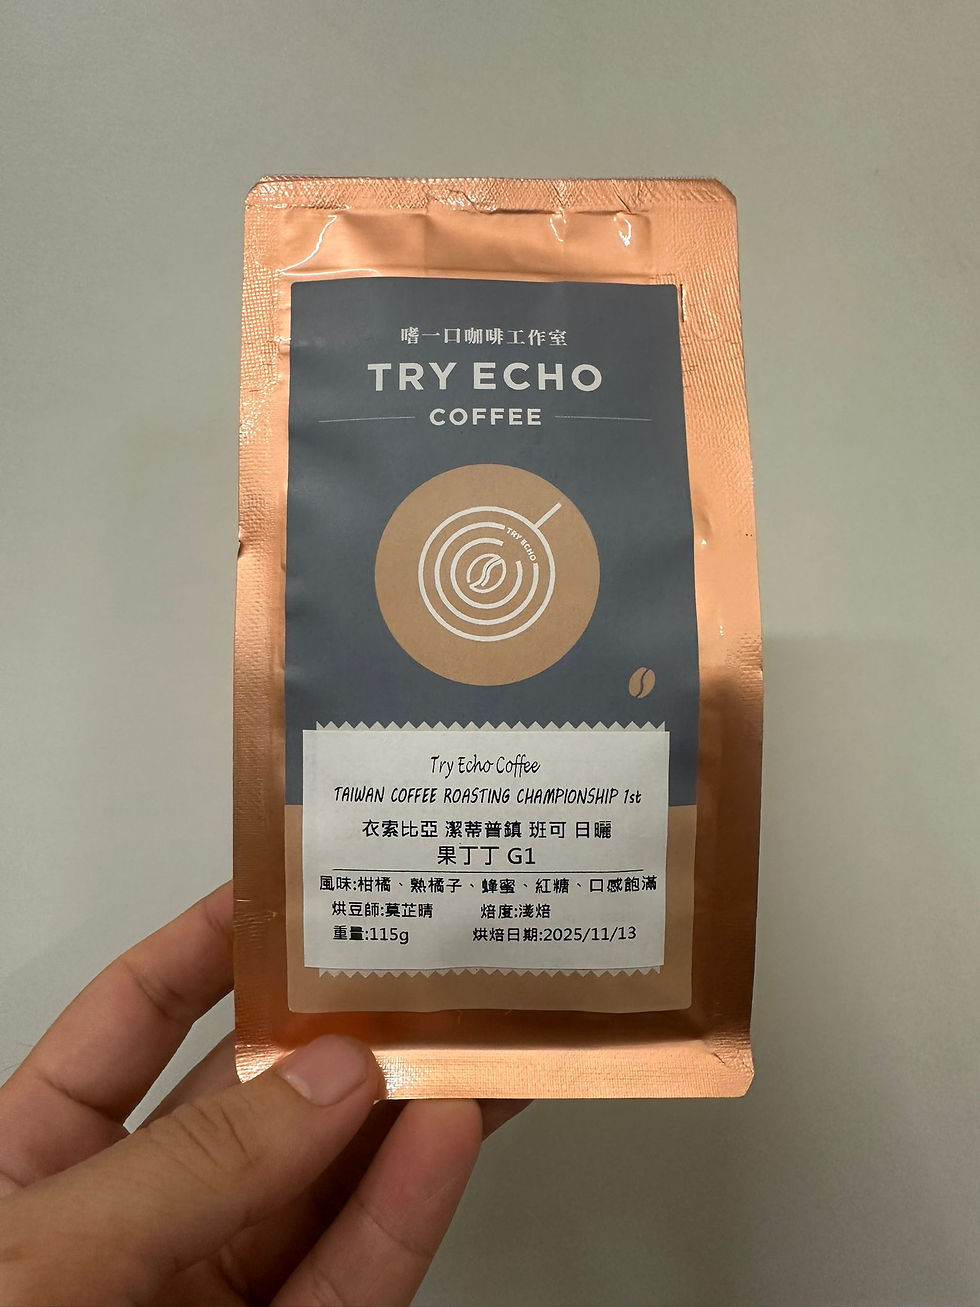 嗜一口咖啡工作室
TRY ECHO
COFFEE
TRY ECHO
Try Echo Coffee
TAIWAN COFFEE ROASTING CHAMPIONSHIP 1st
衣索比亞 潔蒂普鎮 班可 日曬
果丁丁 G1
風味:柑橘、熟橘子、蜂蜜、紅糖、口感飽滿
烘豆師:莫芷晴 焙度:淺焙
重量:115g 烘焙日期:2025/11/13